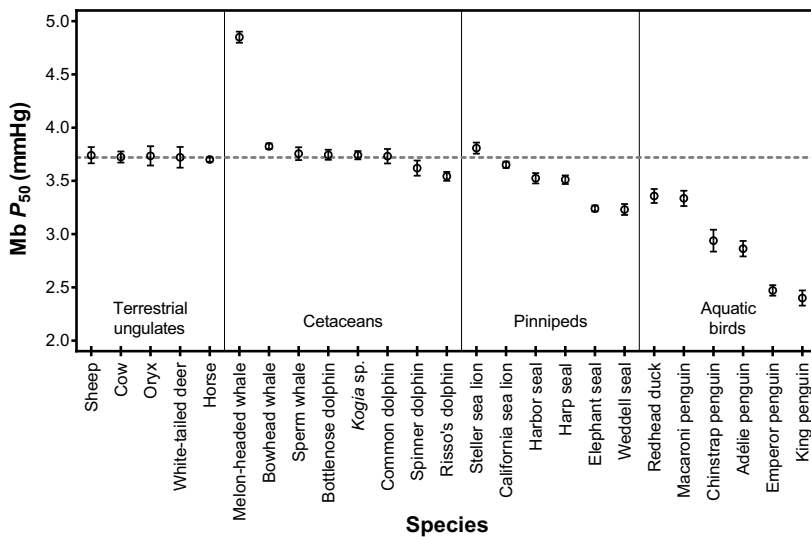 Mb P50 (mmHg)
5.0
4.5
4.0
3.5
3.0
2.5
2.0
Terrestrial
ungulates
Cetaceans
Pinnipeds
Aquatic
birds
Sheep
Cow
Oryx
White-tailed deer
Horse
Melon-headed whale
Bowhead whale
Sperm whale
Bottlenose dolphin
Kogia sp.
Common dolphin
Spinner dolphin
Risso's dolphin
Steller sea lion
California sea lion
Harbor seal
Harp seal
Elephant seal
Weddell seal
Redhead duck
Macaroni penguin
Chinstrap penguin
Adélie penguin
Emperor penguin
King penguin
Species